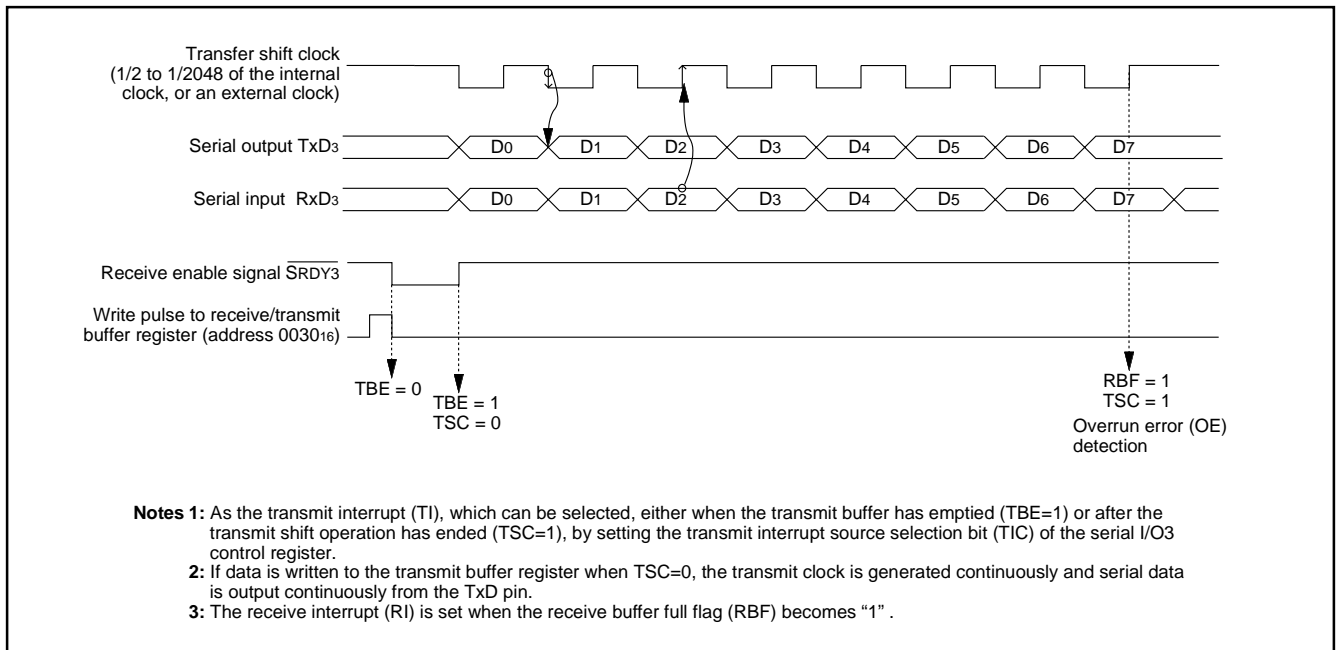 Transfer shift clock
(1/2 to 1/2048 of the internal
clock, or an external clock)
Serial output TxD3
D0 D1 D2 D3 D4 D5 D6 D7
Serial input RxD3
D0 D1 D2 D3 D4 D5 D6 D7
Receive enable signal S̅R̅D̅Y̅3̅
Write pulse to receive/transmit
buffer register (address 003016)
TBE = 0
TBE = 1
TSC = 0
RBF = 1
TSC = 1
Overrun error (OE)
detection
Notes 1: As the transmit interrupt (TI), which can be selected, either when the transmit buffer has emptied (TBE=1) or after the
transmit shift operation has ended (TSC=1), by setting the transmit interrupt source selection bit (TIC) of the serial I/O3
control register.
2: If data is written to the transmit buffer register when TSC=0, the transmit clock is generated continuously and serial data
is output continuously from the TxD pin.
3: The receive interrupt (RI) is set when the receive buffer full flag (RBF) becomes “1” .